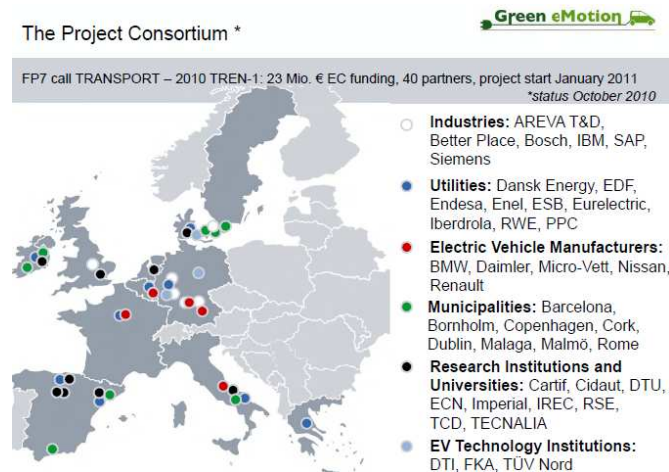 Green eMotion
The Project Consortium *
FP7 call TRANSPORT – 2010 TREN-1: 23 Mio. € EC funding, 40 partners, project start January 2011
*status October 2010
Industries: AREVA T&D,
Better Place, Bosch, IBM, SAP,
Siemens
Utilities: Dansk Energy, EDF,
Endesa, Enel, ESB, Eurelectric,
Iberdrola, RWE, PPC
Electric Vehicle Manufacturers:
BMW, Daimler, Micro-Vett, Nissan,
Renault
Municipalities: Barcelona,
Bornholm, Copenhagen, Cork,
Dublin, Malaga, Malmö, Rome
Research Institutions and
Universities: Cartif, Cidaut, DTU,
ECN, Imperial, IREC, RSE,
TCD, TECNALIA
EV Technology Institutions:
DTI, FKA, TÜV Nord